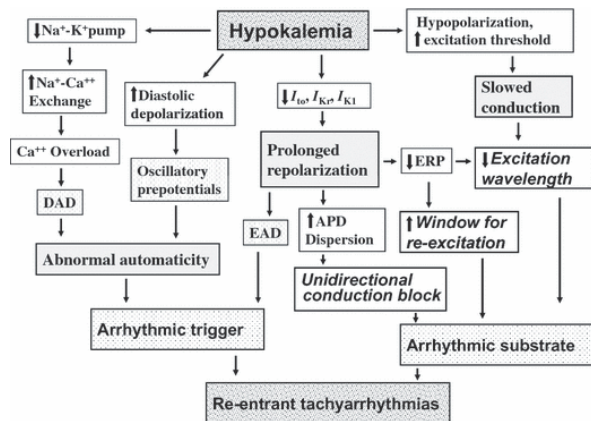 Hypokalemia
↓Na⁺-K⁺pump
Hypopolarization,
↑ excitation threshold
↑Na⁺-Ca⁺⁺
Exchange
↑Diastolic
depolarization
↓Ito, IKr, IK1
Slowed
conduction
Ca⁺⁺ Overload
Oscillatory
prepotentials
Prolonged
repolarization
↓ERP
↓Excitation
wavelength
DAD
EAD
↑APD
Dispersion
↑Window for
re-excitation
Abnormal automaticity
Unidirectional
conduction block
Arrhythmic trigger
Arrhythmic substrate
Re-entrant tachyarrhythmias